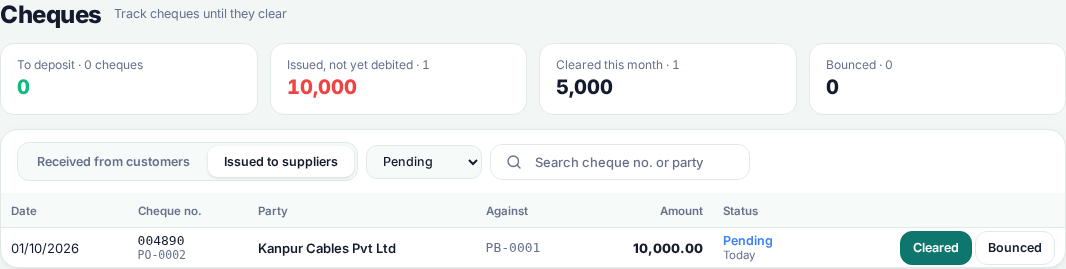 Cheques Track cheques until they clear
To deposit · 0 cheques
0
Issued, not yet debited · 1
10,000
Cleared this month · 1
5,000
Bounced · 0
0
Received from customers Issued to suppliers Pending Search cheque no. or party
Date Cheque no. Party Against Amount Status
01/10/2026 004890 Kanpur Cables Pvt Ltd PB-0001 10,000.00 Pending Cleared Bounced
PO-0002 Today